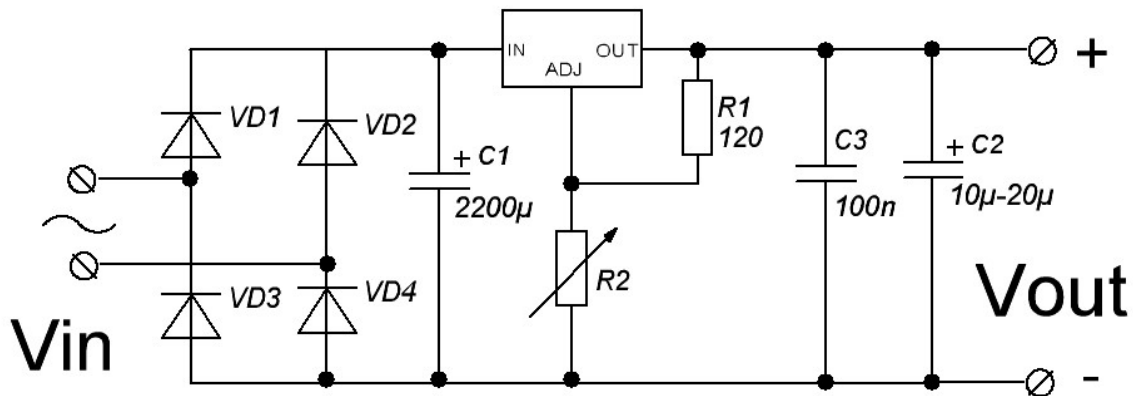 IN
OUT
ADJ
+
VD1
VD2
R1
120
C3
100n
+ C2
10µ-20µ
+ C1
2200µ
R2
VD3
VD4
Vin
Vout
-